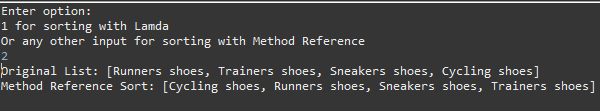 Enter option:
1 for sorting with Lamda
Or any other input for sorting with Method Reference
2
Original List: [Runners shoes, Trainers shoes, Sneakers shoes, Cycling shoes]
Method Reference Sort: [Cycling shoes, Runners shoes, Sneakers shoes, Trainers shoes]